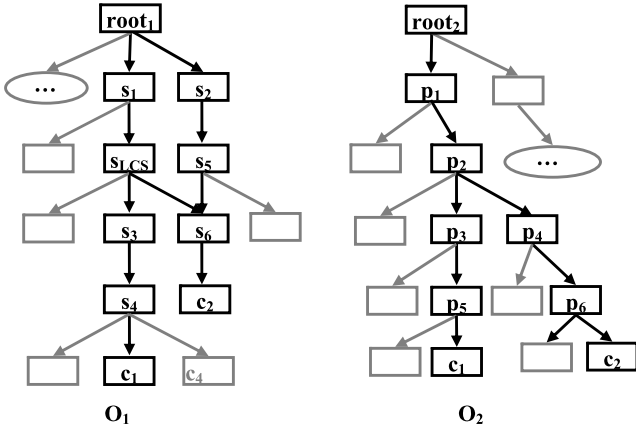 root₁ root₂
... s₁ s₂ p₁
s_LCS s₅ p₂ ...
s₃ s₆ p₃ p₄
s₄ c₂ p₅ p₆
c₁ c₄ c₁ c₂
O₁ O₂